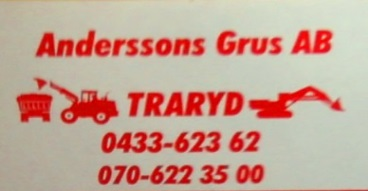 Anderssons Grus AB
TRARYD
0433-623 62
070-622 35 00